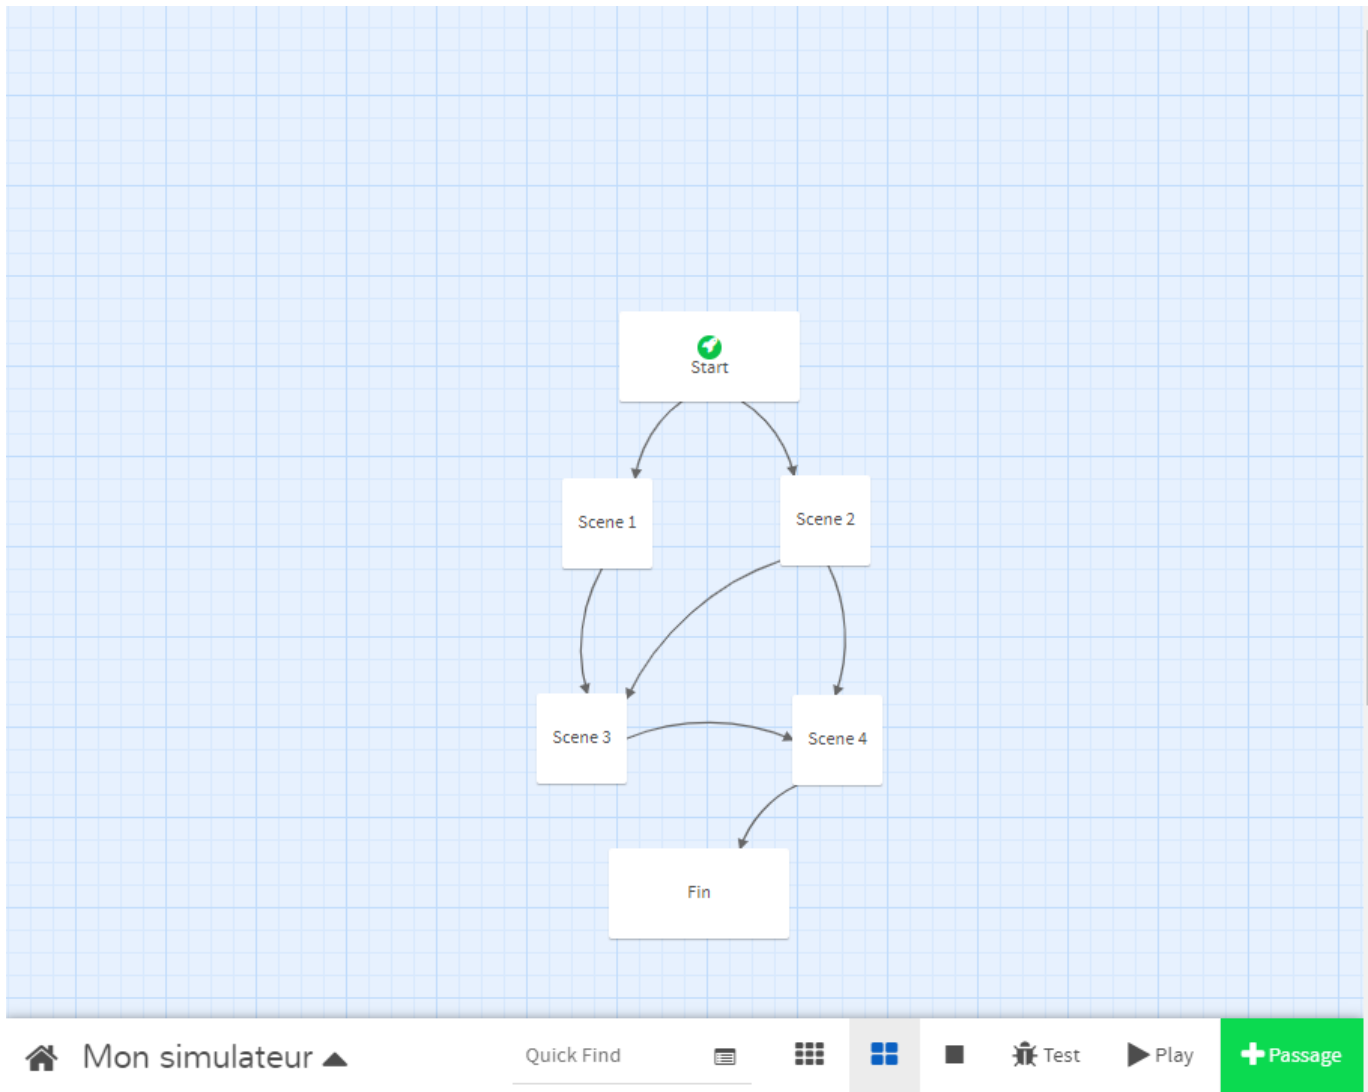 Start
Scene 1
Scene 2
Scene 3
Scene 4
Fin
Mon simulateur
Quick Find
Test
Play
Passage